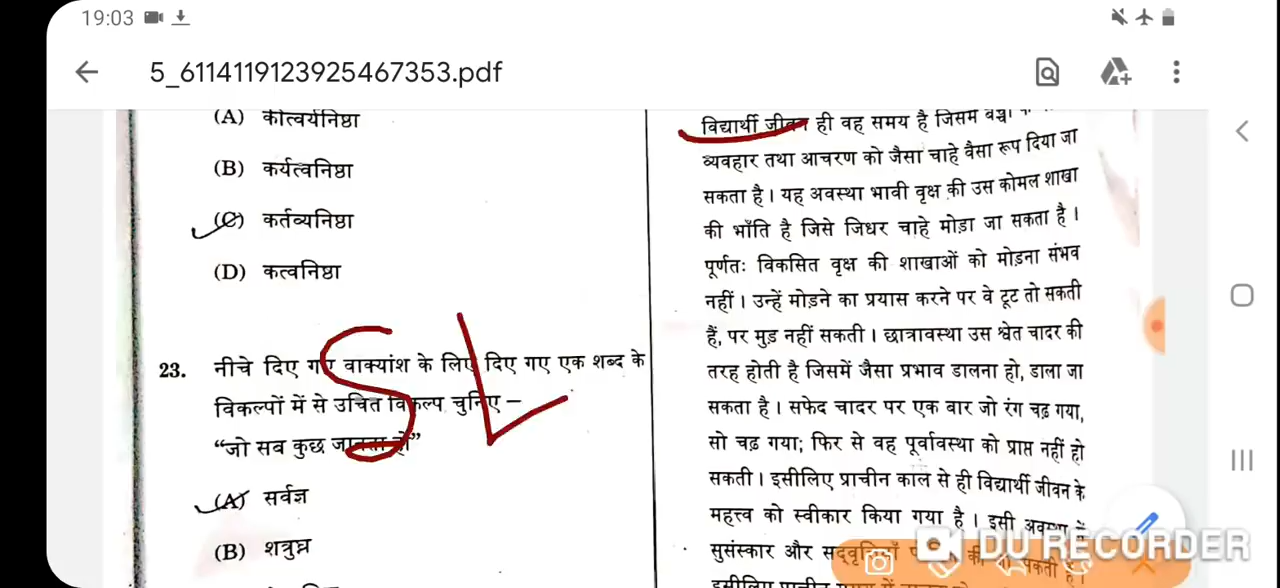 19:03
5_6114119123925467353.pdf
(A) कीत्वर्यनिष्ठा
(B) कर्यत्वनिष्ठा
(C) कर्तव्यनिष्ठा
(D) कत्वनिष्ठा
23. नीचे दिए गए वाक्यांश के लिए दिए गए एक शब्द के
विकल्पों में से उचित विकल्प चुनिए –
“जो सब कुछ जानता हो”
(A) सर्वज्ञ
(B) शत्रुघ्न
SL
विद्यार्थी जीवन ही वह समय है जिसमें
व्यवहार तथा आचरण को जैसा चाहे वैसा रूप दिया जा
सकता है। यह अवस्था भावी वृक्ष की उस कोमल शाखा
की भाँति है जिसे जिधर चाहे मोड़ा जा सकता है।
पूर्णतः विकसित वृक्ष की शाखाओं को मोड़ना संभव
नहीं। उन्हें मोड़ने का प्रयास करने पर वे टूट तो सकती
हैं, पर मुड़ नहीं सकती। छात्रावस्था उस श्वेत चादर की
तरह होती है जिसमें जैसा प्रभाव डालना हो, डाला जा
सकता है। सफेद चादर पर एक बार जो रंग चढ़ गया,
सो चढ़ गया; फिर से वह पूर्वावस्था को प्राप्त नहीं हो
सकती। इसीलिए प्राचीन काल से ही विद्यार्थी जीवन के
महत्त्व को स्वीकार किया गया है। इसी अवस्था में
सुसंस्कार और सद्वृत्तियाँ की जा सकती है।
DU RECORDER